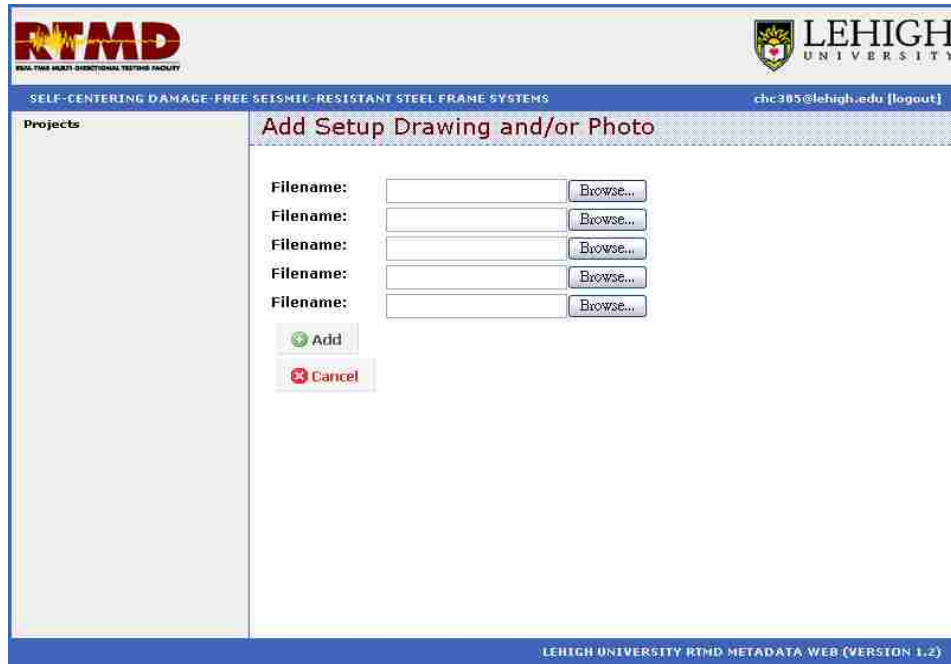 RTMD
REAL-TIME MULTI-DIRECTIONAL TESTING FACILITY
LEHIGH
UNIVERSITY
SELF-CENTERING DAMAGE-FREE SEISMIC-RESISTANT STEEL FRAME SYSTEMS
chc305@lehigh.edu [logout]
Projects
Add Setup Drawing and/or Photo
Filename:
Browse...
Filename:
Browse...
Filename:
Browse...
Filename:
Browse...
Filename:
Browse...
Add
Cancel
LEHIGH UNIVERSITY RTMD METADATA WEB (VERSION 1.2)